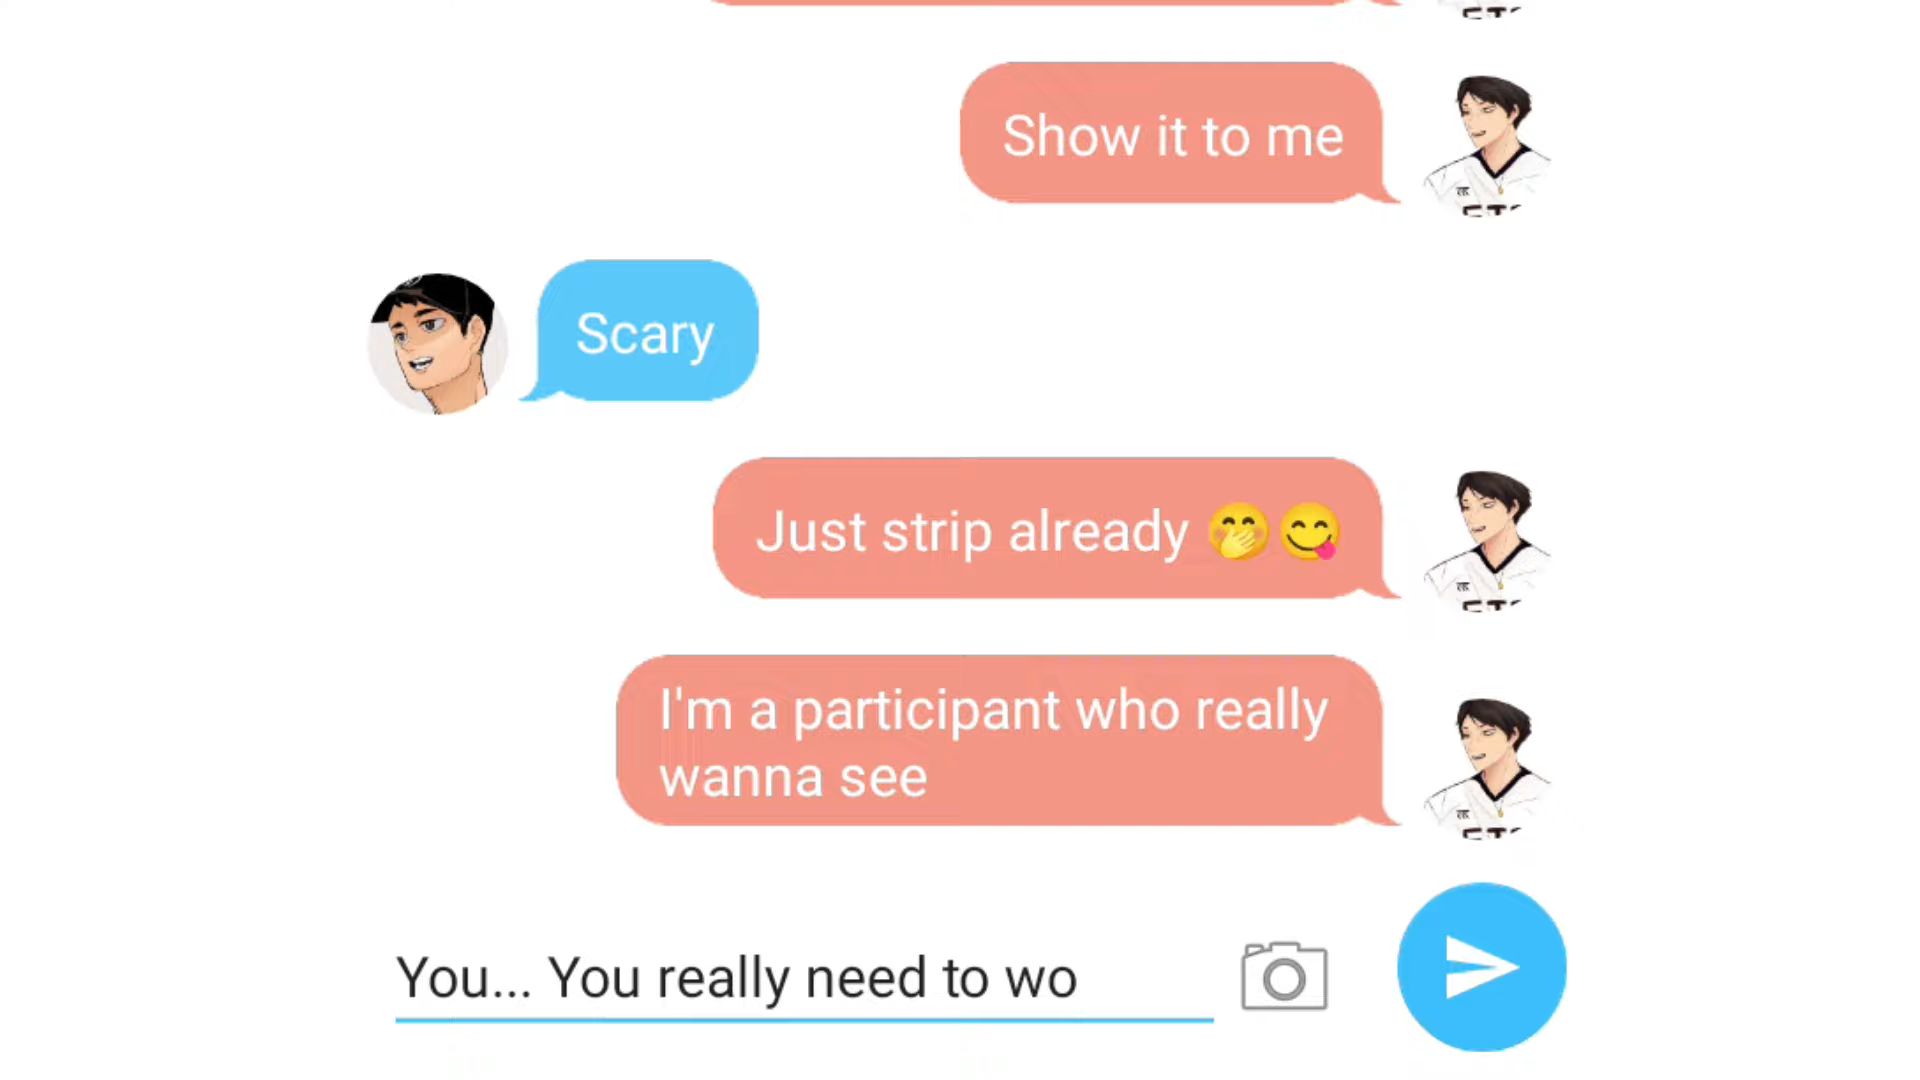 Show it to me
Scary
Just strip already 🤭😋
I'm a participant who really
wanna see
You... You really need to wo